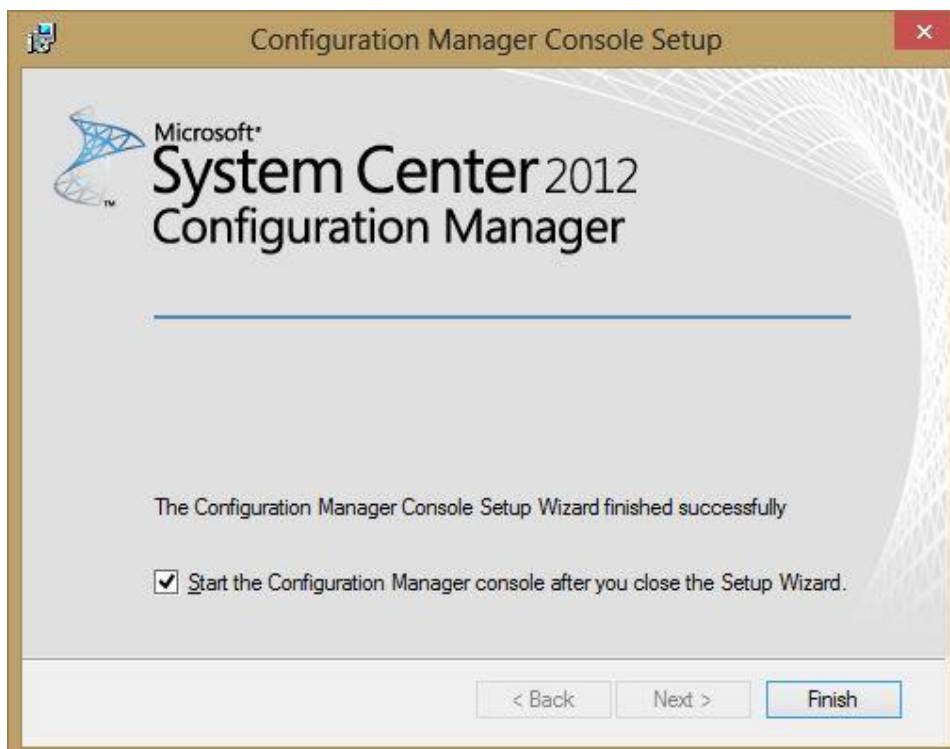 Configuration Manager Console Setup
Microsoft®
System Center 2012
Configuration Manager
™
The Configuration Manager Console Setup Wizard finished successfully
Start the Configuration Manager console after you close the Setup Wizard.
< Back
Next >
Finish